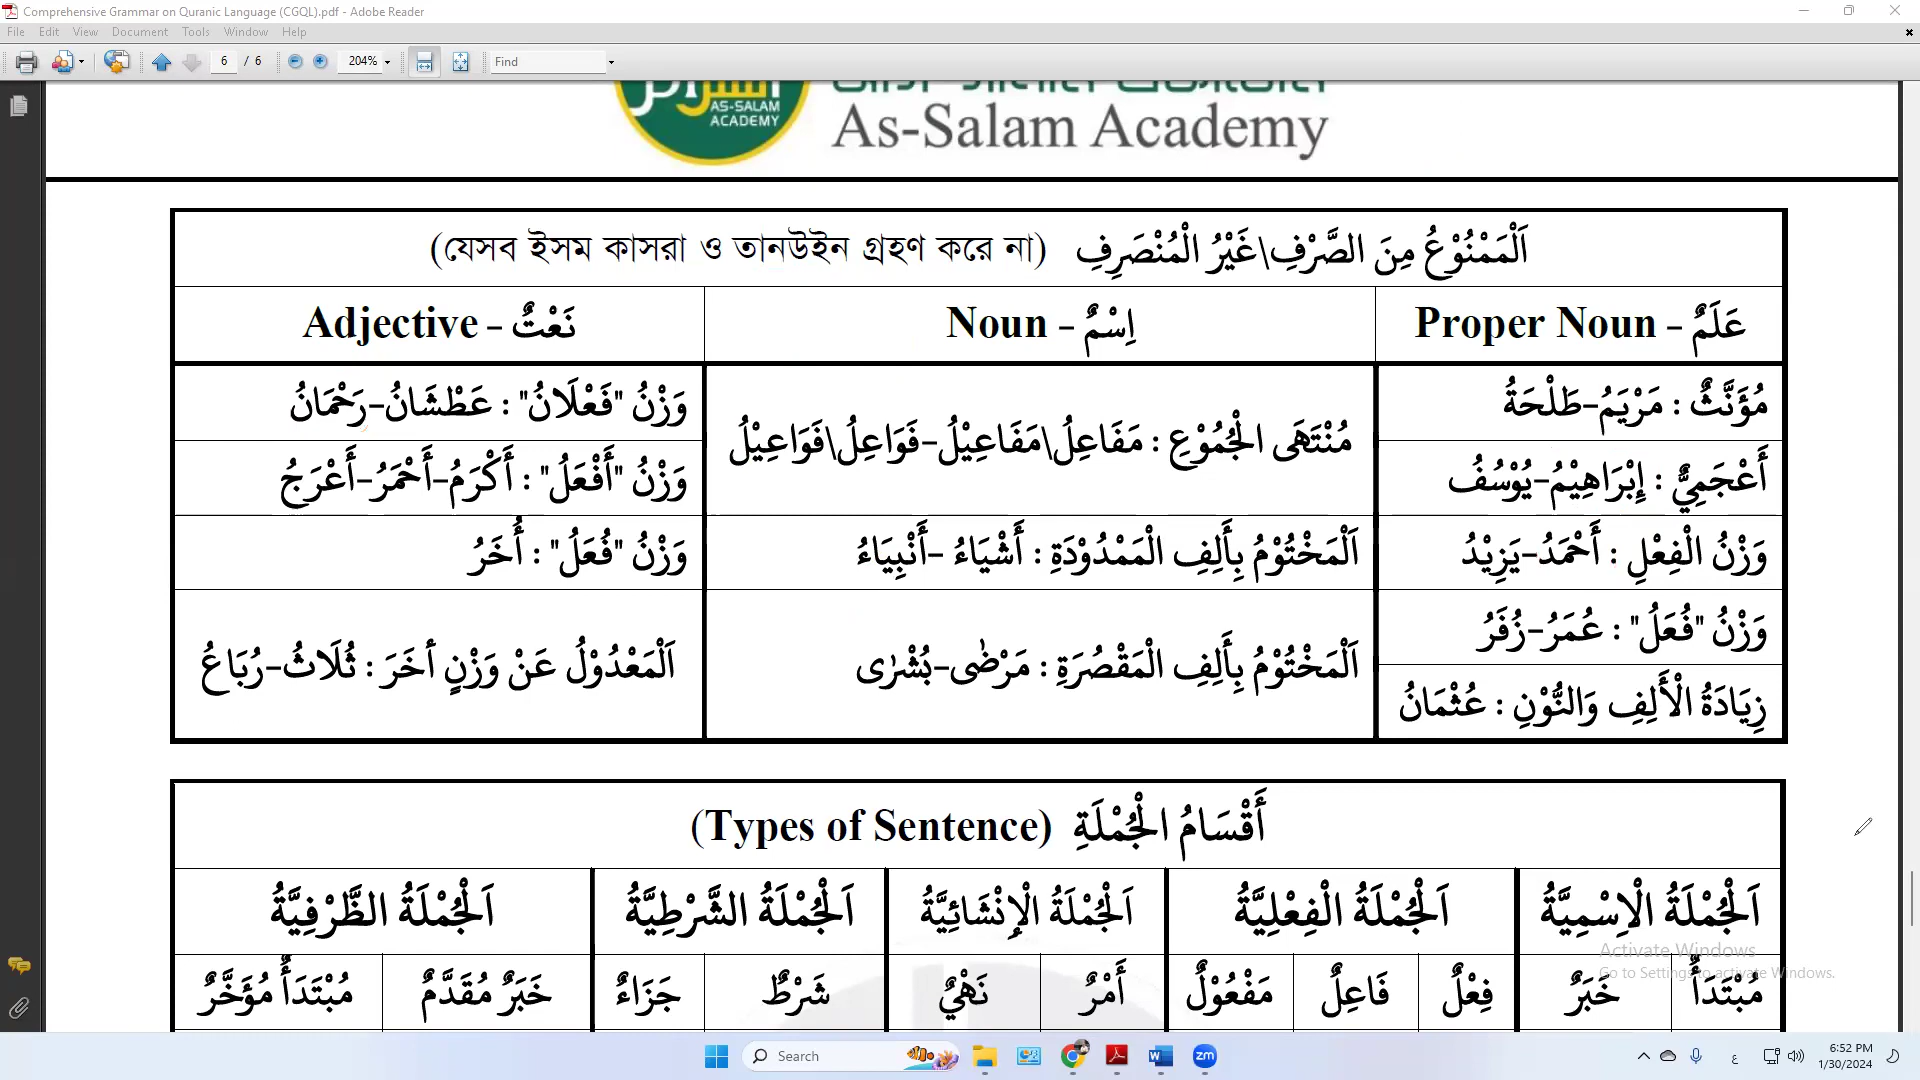 Comprehensive Grammar on Quranic Language (CGQL).pdf - Adobe Reader
File Edit View Document Tools Window Help
6 / 6 204% Find
AS-SALAM
ACADEMY
As-Salam Academy
اَلْمَمْنُوْعُ مِنَ الصَّرْفِ\غَيْرُ الْمُنْصَرِفِ (যেসব ইসম কাসরা ও তানউইন গ্রহণ করে না)
عَلَمٌ – Proper Noun
اِسْمٌ – Noun
نَعْتٌ – Adjective
مُؤَنَّثٌ : مَرْيَمُ–طَلْحَةُ
مُنْتَهَى الْجُمُوْعِ : مَفَاعِلُ\مَفَاعِيْلُ–فَوَاعِلُ\فَوَاعِيْلُ
وَزْنُ "فَعْلَانُ" : عَطْشَانُ–رَحْمَانُ
أَعْجَمِيٌّ : إِبْرَاهِيْمُ–يُوْسُفُ
وَزْنُ "أَفْعَلُ" : أَكْرَمُ–أَحْمَرُ–أَعْرَجُ
وَزْنُ الْفِعْلِ : أَحْمَدُ–يَزِيْدُ
اَلْمَخْتُوْمُ بِأَلِفِ الْمَمْدُوْدَةِ : أَشْيَاءُ –أَنْبِيَاءُ
وَزْنُ "فُعَلُ" : أُخَرُ
وَزْنُ "فُعَلُ" : عُمَرُ–زُفَرُ
اَلْمَخْتُوْمُ بِأَلِفِ الْمَقْصُرَةِ : مَرْضٰى–بُشْرٰى
اَلْمَعْدُوْلُ عَنْ وَزْنٍ أخَرَ : ثُلَاثُ–رُبَاعُ
زِيَادَةُ الْأَلِفِ وَالنُّوْنِ : عُثْمَانُ
أَقْسَامُ الْجُمْلَةِ (Types of Sentence)
اَلْجُمْلَةُ الْاِسْمِيَّةُ
اَلْجُمْلَةُ الْفِعْلِيَّةُ
اَلْجُمْلَةُ الْإِنْشَائِيَّةُ
اَلْجُمْلَةُ الشَّرْطِيَّةُ
اَلْجُمْلَةُ الظَّرْفِيَّةُ
مُبْتَدَأٌ
خَبَرٌ
فِعْلٌ
فَاعِلٌ
مَفْعُوْلٌ
أَمْرٌ
نَهْيٌ
شَرْطٌ
جَزَاءٌ
خَبَرٌ مُقَدَّمٌ
مُبْتَدَأٌ مُؤَخَّرٌ
Activate Windows
Go to Settings to activate Windows.
Search
W
zm
ع
6:52 PM
1/30/2024